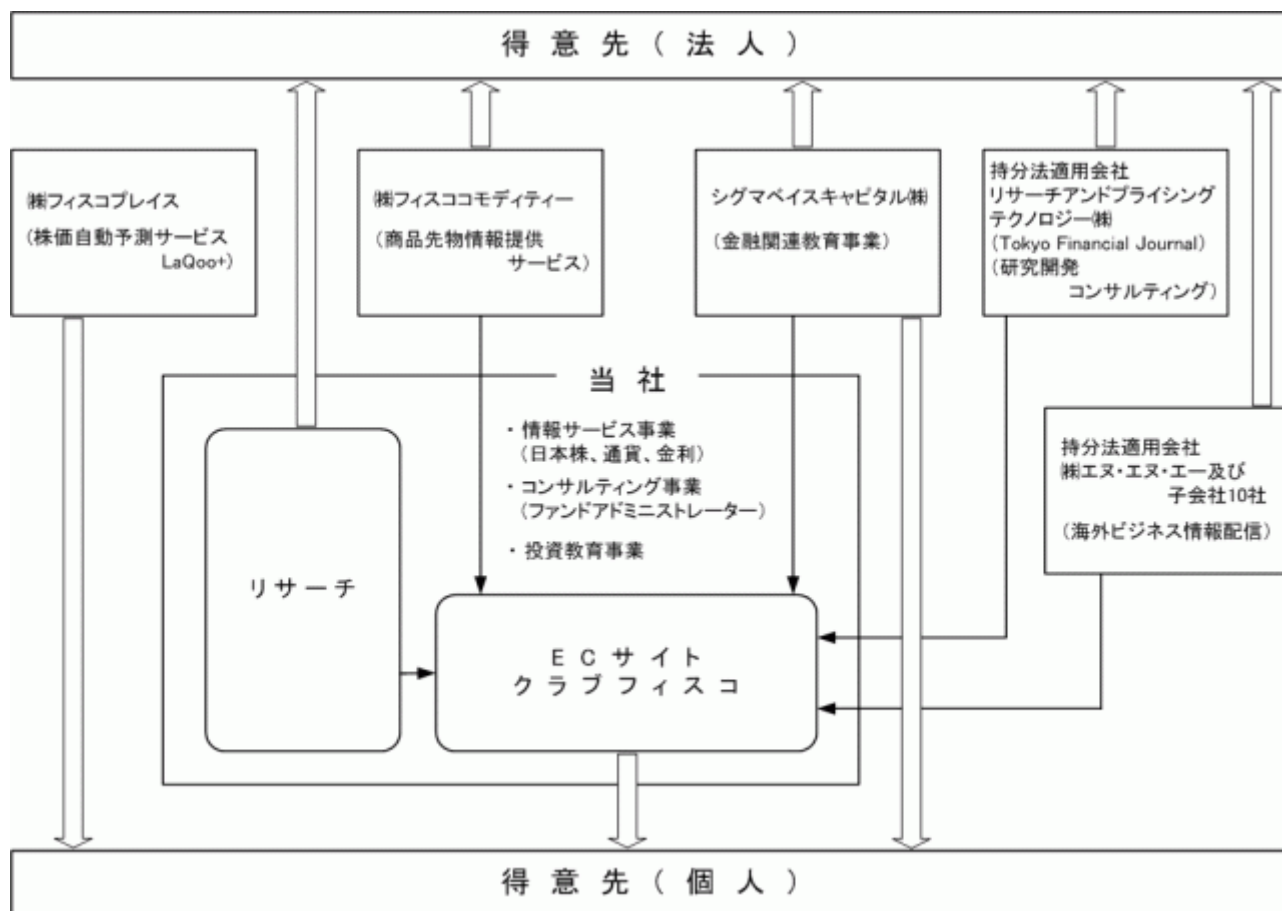 得意先(法人)
㈱フィスコプレイス
(株価自動予測サービス
LaQoo+)
㈱フィスココモディティー
(商品先物情報提供
サービス)
シグマベイスキャピタル㈱
(金融関連教育事業)
持分法適用会社
リサーチアンドプライシング
テクノロジー㈱
(Tokyo Financial Journal)
(研究開発
コンサルティング)
当社
・情報サービス事業
(日本株、通貨、金利)
・コンサルティング事業
(ファンドアドミニストレーター)
・投資教育事業
持分法適用会社
㈱エヌ・エヌ・エー及び
子会社10社
(海外ビジネス情報配信)
リサーチ
ECサイト
クラブフィスコ
得意先(個人)